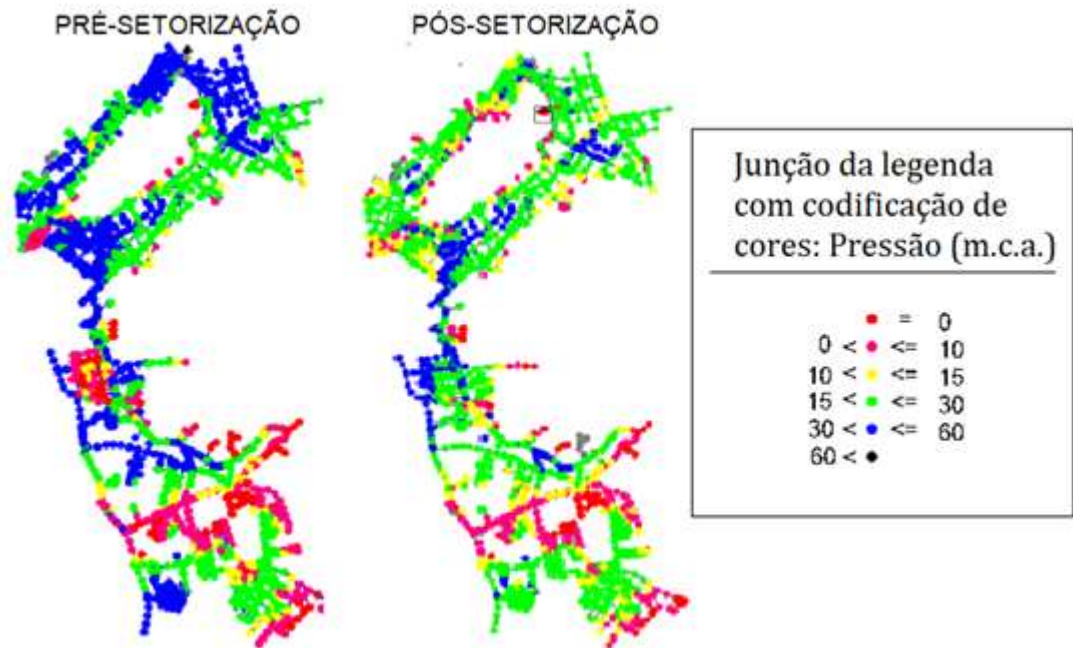 PRÉ-SETORIZAÇÃO
PÓS-SETORIZAÇÃO
Junção da legenda
com codificação de
cores: Pressão (m.c.a.)
= 0
0 < <= 10
10 < <= 15
15 < <= 30
30 < <= 60
60 <